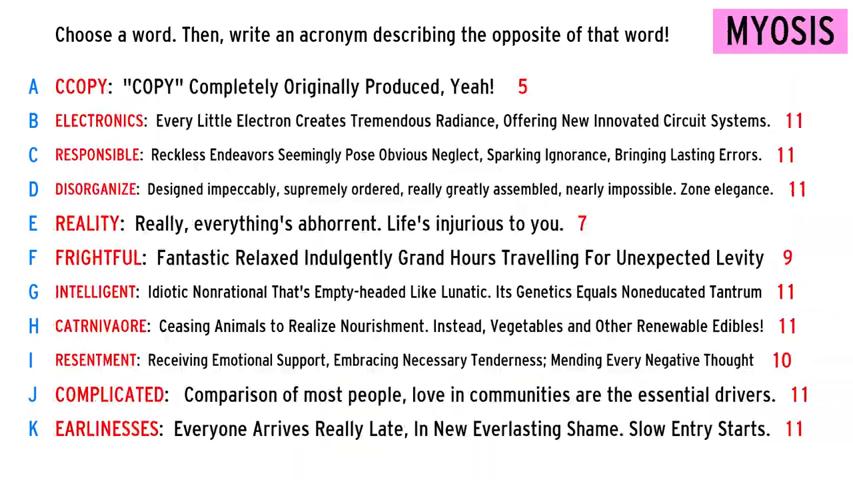 Choose a word. Then, write an acronym describing the opposite of that word!
MYOSIS
A CCOPY: "COPY" Completely Originally Produced, Yeah! 5
B ELECTRONICS: Every Little Electron Creates Tremendous Radiance, Offering New Innovated Circuit Systems. 11
C RESPONSIBLE: Reckless Endeavors Seemingly Pose Obvious Neglect, Sparking Ignorance, Bringing Lasting Errors. 11
D DISORGANIZE: Designed impeccably, supremely ordered, really greatly assembled, nearly impossible. Zone elegance. 11
E REALITY: Really, everything's abhorrent. Life's injurious to you. 7
F FRIGHTFUL: Fantastic Relaxed Indulgently Grand Hours Travelling For Unexpected Levity 9
G INTELLIGENT: Idiotic Nonrational That's Empty-headed Like Lunatic. Its Genetics Equals Noneducated Tantrum 11
H CATRNIVAORE: Ceasing Animals to Realize Nourishment. Instead, Vegetables and Other Renewable Edibles! 11
I RESENTMENT: Receiving Emotional Support, Embracing Necessary Tenderness; Mending Every Negative Thought 10
J COMPLICATED: Comparison of most people, love in communities are the essential drivers. 11
K EARLINESSES: Everyone Arrives Really Late, In New Everlasting Shame. Slow Entry Starts. 11